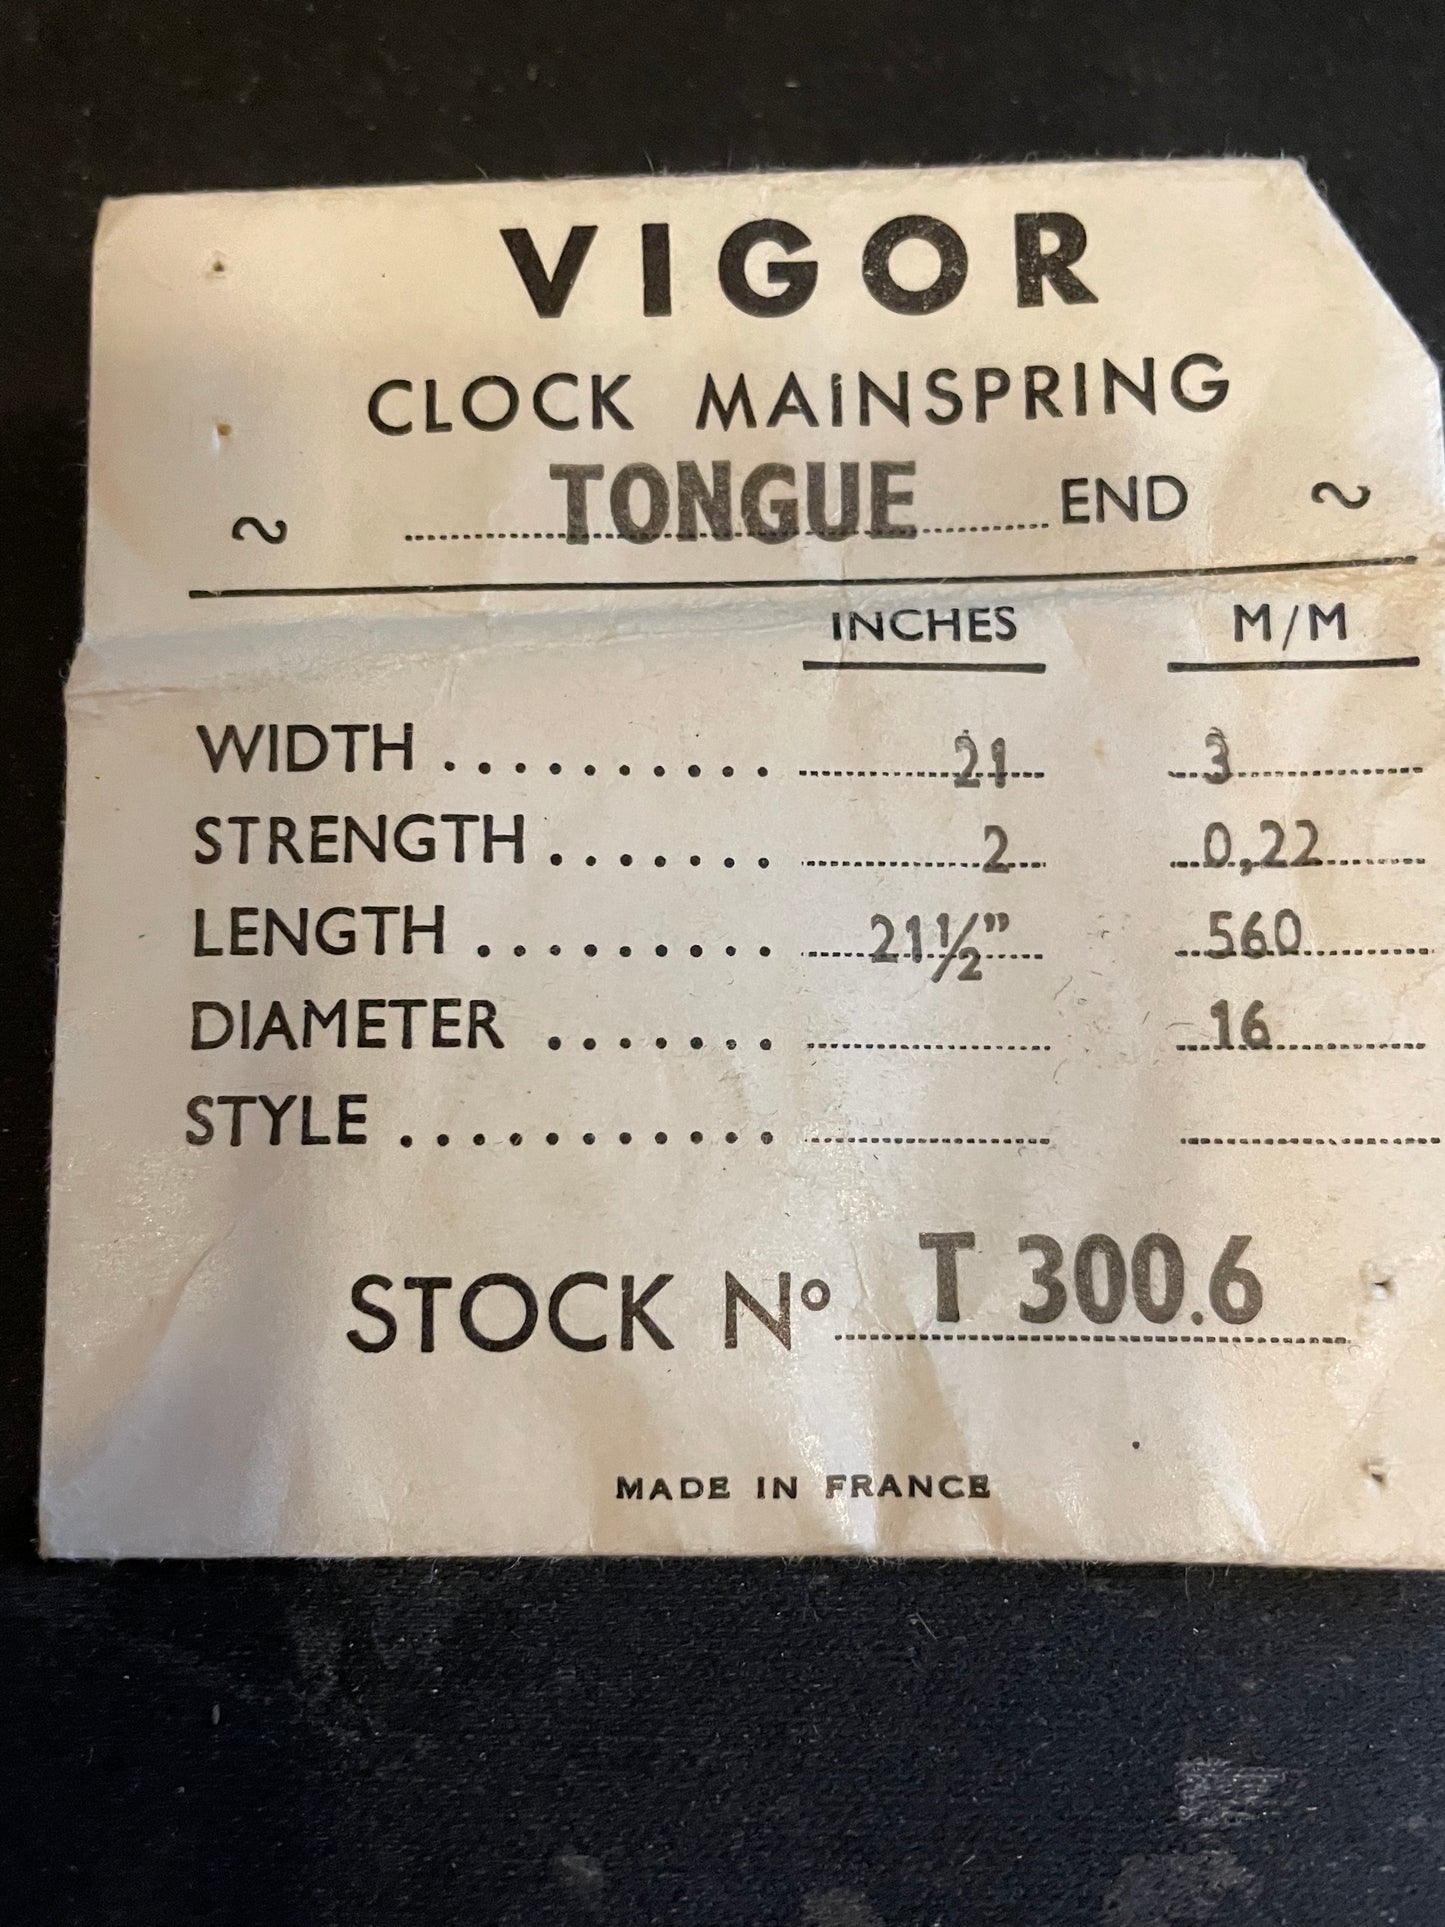 VIGOR
CLOCK MAINSPRING
~ TONGUE END ~
INCHES M/M
WIDTH .......... 21 3
STRENGTH ....... 2 0,22
LENGTH ......... 21½" 560
DIAMETER ....... 16
STYLE ...........
STOCK Nº T 300.6
MADE IN FRANCE